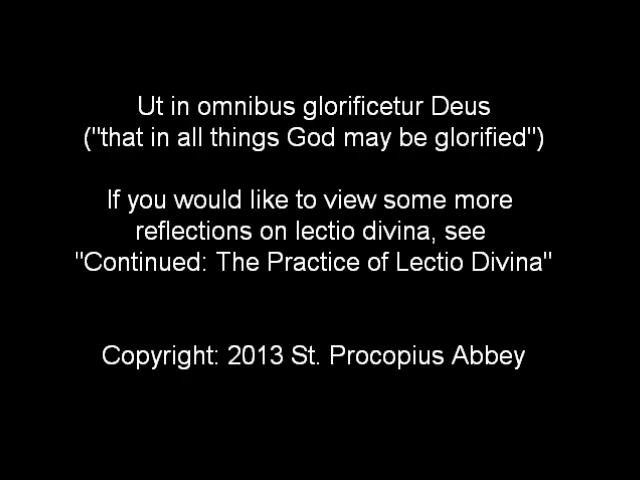 Ut in omnibus glorificetur Deus
("that in all things God may be glorified")
If you would like to view some more
reflections on lectio divina, see
"Continued: The Practice of Lectio Divina"
Copyright: 2013 St. Procopius Abbey